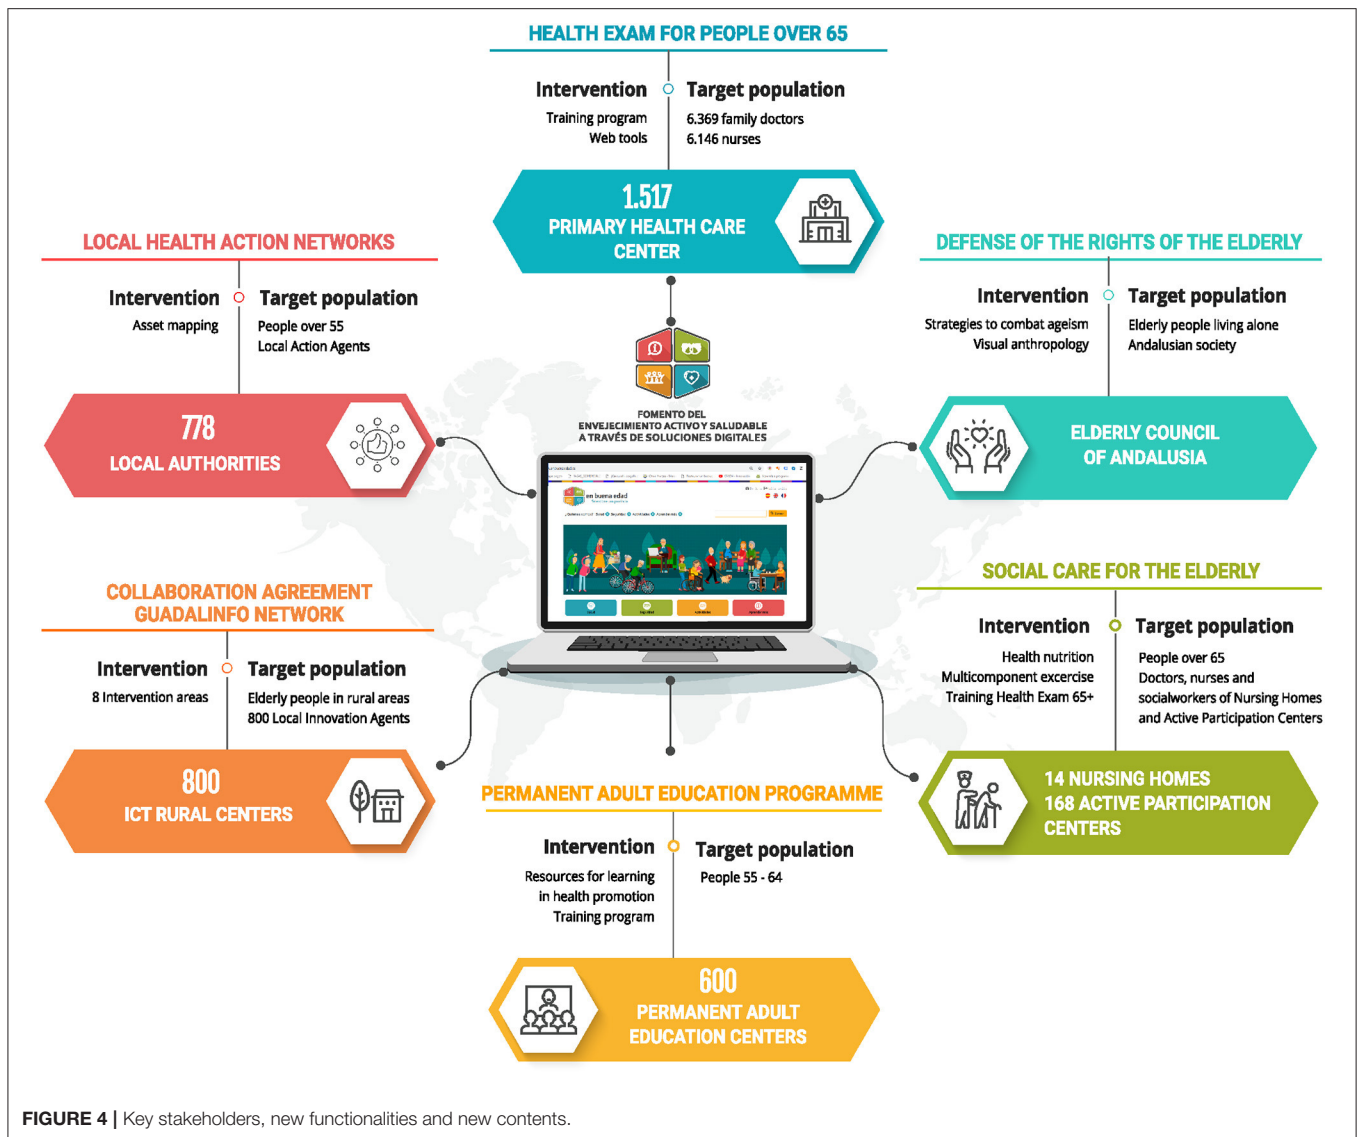 HEALTH EXAM FOR PEOPLE OVER 65
Intervention
Training program
Web tools
Target population
6.369 family doctors
6.146 nurses
1.517
PRIMARY HEALTH CARE
CENTER
LOCAL HEALTH ACTION NETWORKS
Intervention
Asset mapping
Target population
People over 55
Local Action Agents
778
LOCAL AUTHORITIES
DEFENSE OF THE RIGHTS OF THE ELDERLY
Intervention
Strategies to combat ageism
Visual anthropology
Target population
Elderly people living alone
Andalusian society
ELDERLY COUNCIL
OF ANDALUSIA
FOMENTO DEL
ENVEJECIMIENTO ACTIVO Y SALUDABLE
A TRAVÉS DE SOLUCIONES DIGITALES
en buena edad
COLLABORATION AGREEMENT
GUADALINFO NETWORK
Intervention
8 Intervention areas
Target population
Elderly people in rural areas
800 Local Innovation Agents
800
ICT RURAL CENTERS
SOCIAL CARE FOR THE ELDERLY
Intervention
Health nutrition
Multicomponent excercise
Training Health Exam 65+
Target population
People over 65
Doctors, nurses and
socialworkers of Nursing Homes
and Active Participation Centers
14 NURSING HOMES
168 ACTIVE PARTICIPATION
CENTERS
PERMANENT ADULT EDUCATION PROGRAMME
Intervention
Resources for learning
in health promotion
Training program
Target population
People 55 - 64
600
PERMANENT ADULT
EDUCATION CENTERS
FIGURE 4 | Key stakeholders, new functionalities and new contents.